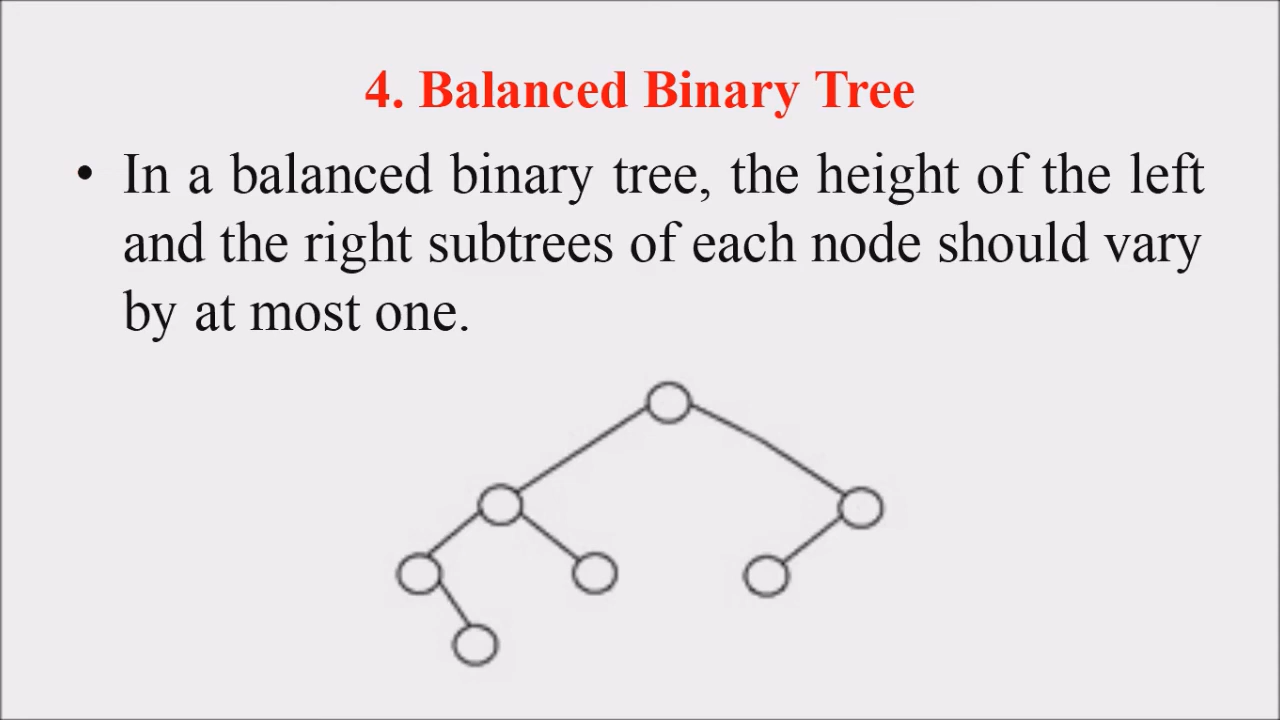 4. Balanced Binary Tree
• In a balanced binary tree, the height of the left
and the right subtrees of each node should vary
by at most one.